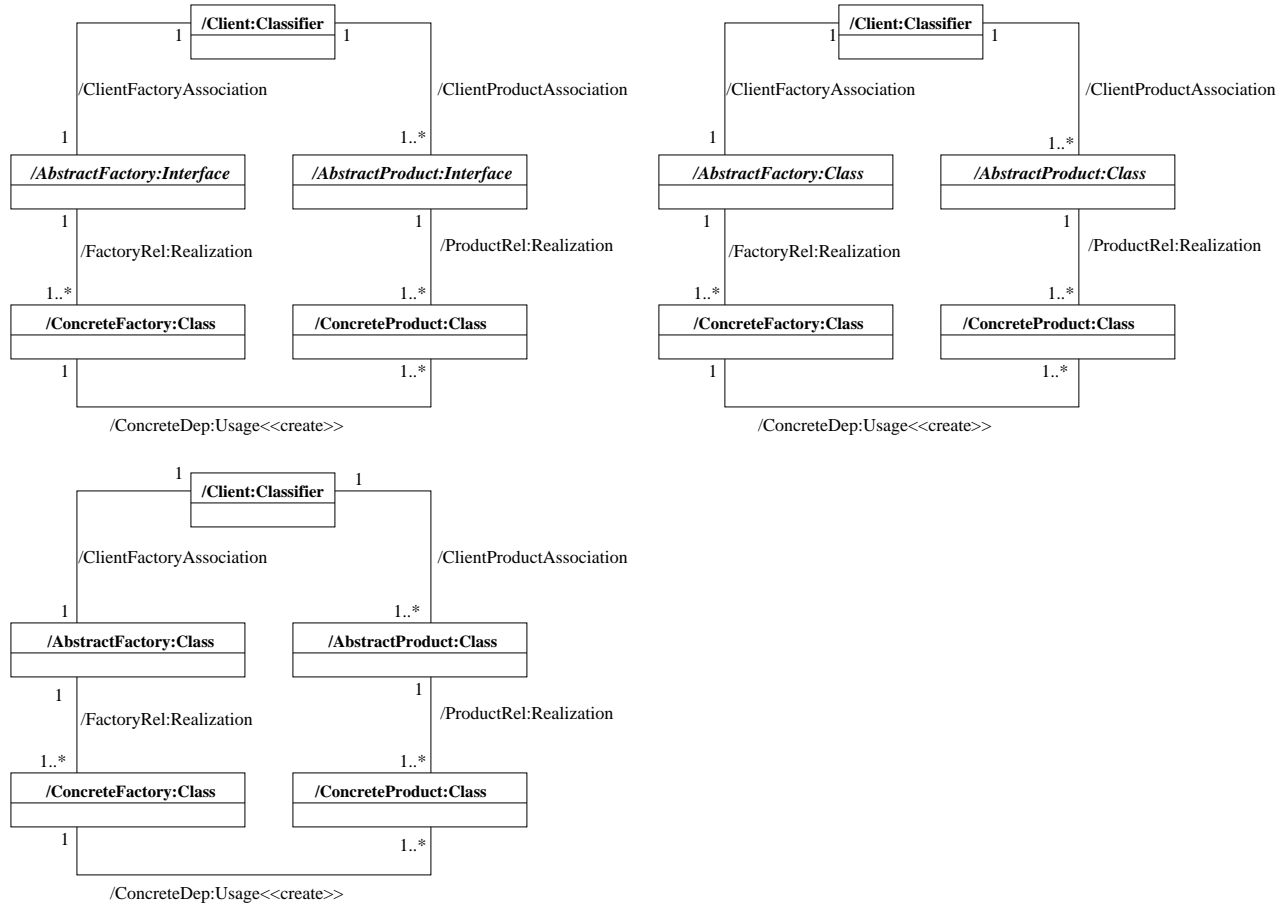 /Client:Classifier
1
1
/ClientFactoryAssociation
/ClientProductAssociation
1
1..*
/AbstractFactory:Interface
/AbstractProduct:Interface
1
1
/FactoryRel:Realization
/ProductRel:Realization
1..*
1..*
/ConcreteFactory:Class
/ConcreteProduct:Class
1
1..*
/ConcreteDep:Usage<<create>>
/Client:Classifier
1
1
/ClientFactoryAssociation
/ClientProductAssociation
1
1..*
/AbstractFactory:Class
/AbstractProduct:Class
1
1
/FactoryRel:Realization
/ProductRel:Realization
1..*
1..*
/ConcreteFactory:Class
/ConcreteProduct:Class
1
1..*
/ConcreteDep:Usage<<create>>
1
/Client:Classifier
1
/ClientFactoryAssociation
/ClientProductAssociation
1
1..*
/AbstractFactory:Class
/AbstractProduct:Class
1
1
/FactoryRel:Realization
/ProductRel:Realization
1..*
1..*
/ConcreteFactory:Class
/ConcreteProduct:Class
1
1..*
/ConcreteDep:Usage<<create>>